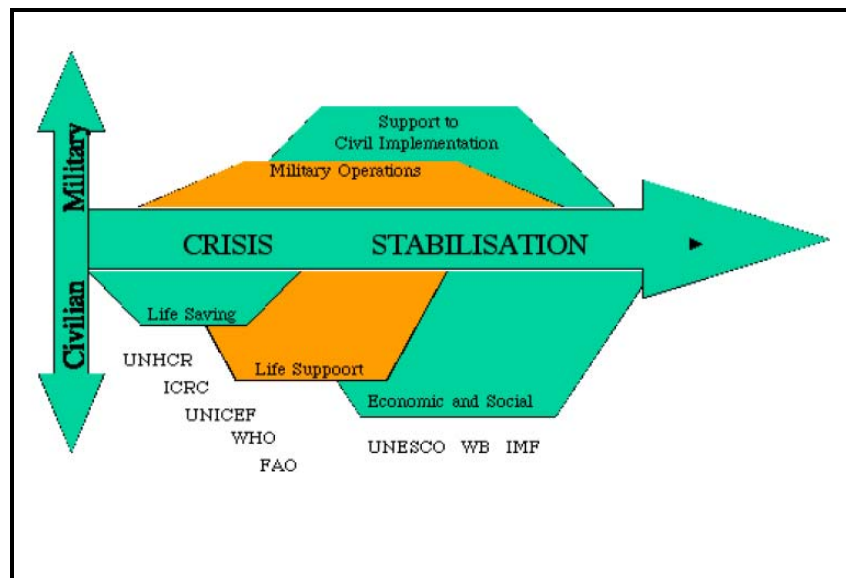 Military
Civilian
Support to
Civil Implementation
Military Operations
CRISIS STABILISATION
Life Saving
Life Suppoort
Economic and Social
UNHCR
ICRC
UNICEF
WHO
FAO
UNESCO WB IMF